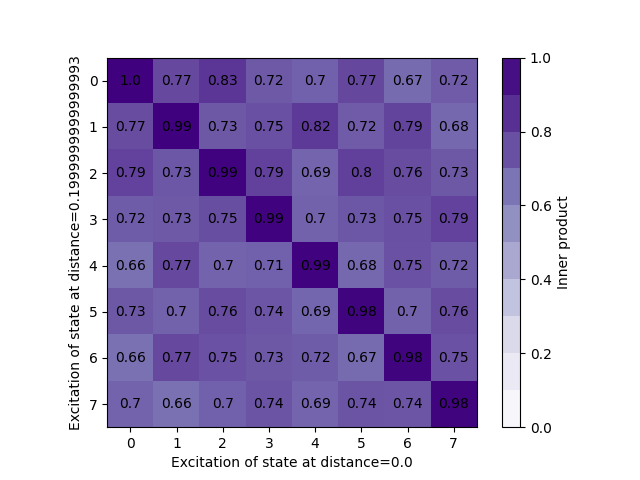 Excitation of state at distance=0.19999999999999993
0 1.0 0.77 0.83 0.72 0.7 0.77 0.67 0.72
1 0.77 0.99 0.73 0.75 0.82 0.72 0.79 0.68
2 0.79 0.73 0.99 0.79 0.69 0.8 0.76 0.73
3 0.72 0.73 0.75 0.99 0.7 0.73 0.75 0.79
4 0.66 0.77 0.7 0.71 0.99 0.68 0.75 0.72
5 0.73 0.7 0.76 0.74 0.69 0.98 0.7 0.76
6 0.66 0.77 0.75 0.73 0.72 0.67 0.98 0.75
7 0.7 0.66 0.7 0.74 0.69 0.74 0.74 0.98
0 1 2 3 4 5 6 7
Excitation of state at distance=0.0
1.0
0.8
0.6
0.4
0.2
0.0
Inner product